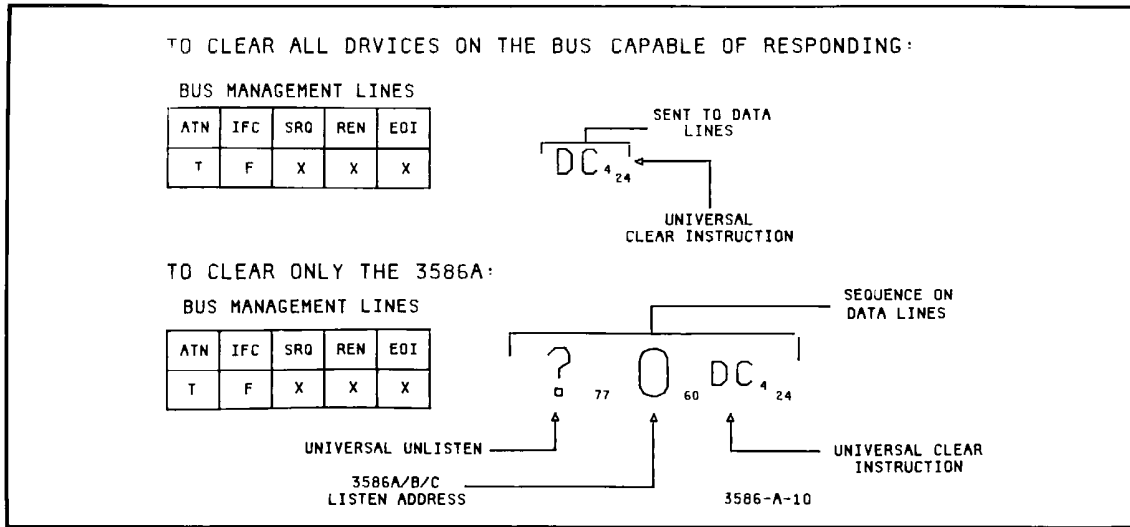 TO CLEAR ALL DRVICES ON THE BUS CAPABLE OF RESPONDING:
BUS MANAGEMENT LINES
ATN IFC SRQ REN EOI
T F X X X
SENT TO DATA
LINES
DC4 24
UNIVERSAL
CLEAR INSTRUCTION
TO CLEAR ONLY THE 3586A:
BUS MANAGEMENT LINES
ATN IFC SRQ REN EOI
T F X X X
SEQUENCE ON
DATA LINES
? 77 0 60 DC4 24
UNIVERSAL UNLISTEN
3586A/B/C
LISTEN ADDRESS
UNIVERSAL CLEAR
INSTRUCTION
3586-A-10